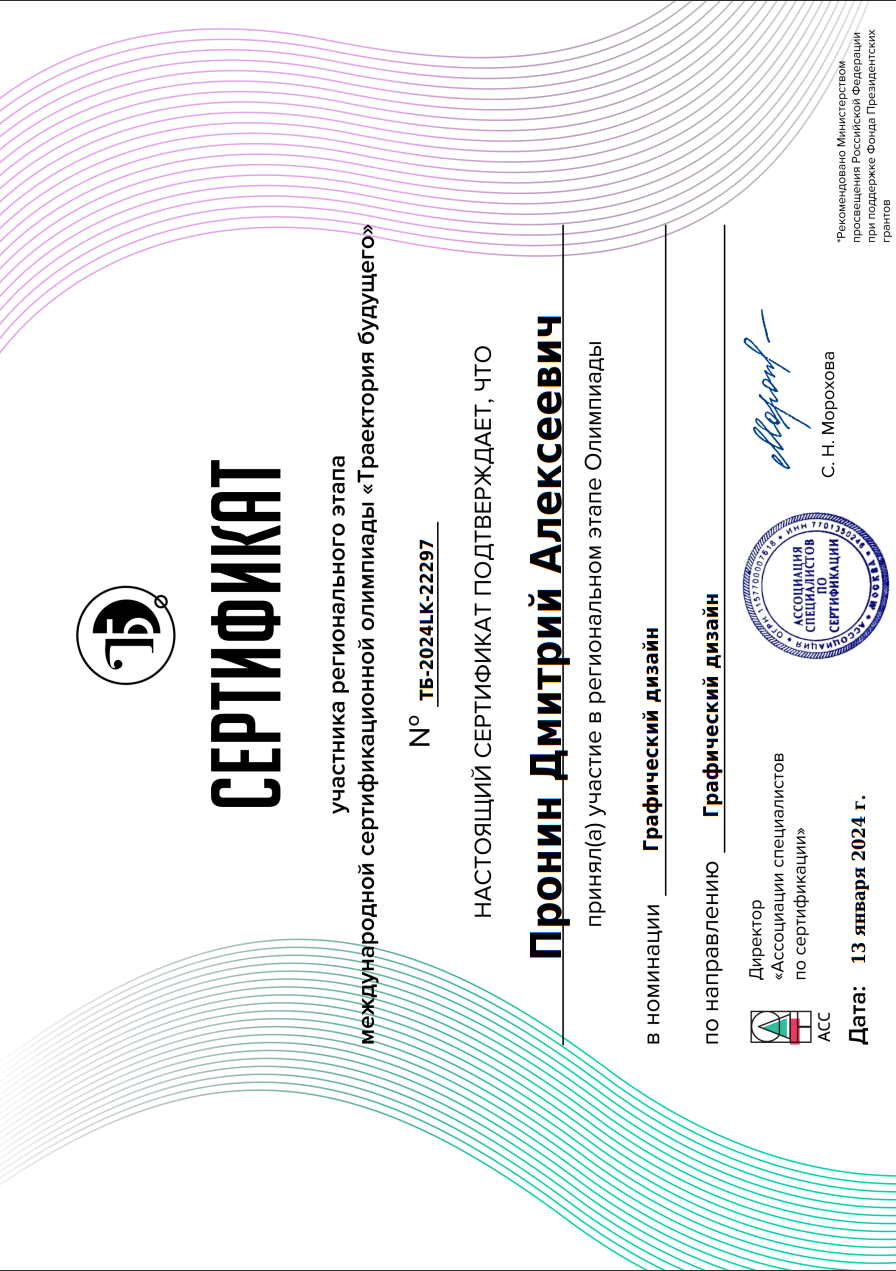 ТБ
СЕРТИФИКАТ
участника регионального этапа
международной сертификационной олимпиады «Траектория будущего»
№ ТБ-2024LK-22297
НАСТОЯЩИЙ СЕРТИФИКАТ ПОДТВЕРЖДАЕТ, ЧТО
Пронин Дмитрий Алексеевич
принял(а) участие в региональном этапе Олимпиады
в номинации Графический дизайн
по направлению Графический дизайн
АСС
Директор
«Ассоциации специалистов
по сертификации»
АССОЦИАЦИЯ • ОГРН 1157700007618 • ИНН 7701350246 • МОСКВА
АССОЦИАЦИЯ
СПЕЦИАЛИСТОВ
ПО
СЕРТИФИКАЦИИ
С. Н. Морохова
Дата: 13 января 2024 г.
*Рекомендовано Министерством
просвещения Российской Федерации
при поддержке Фонда Президентских
грантов